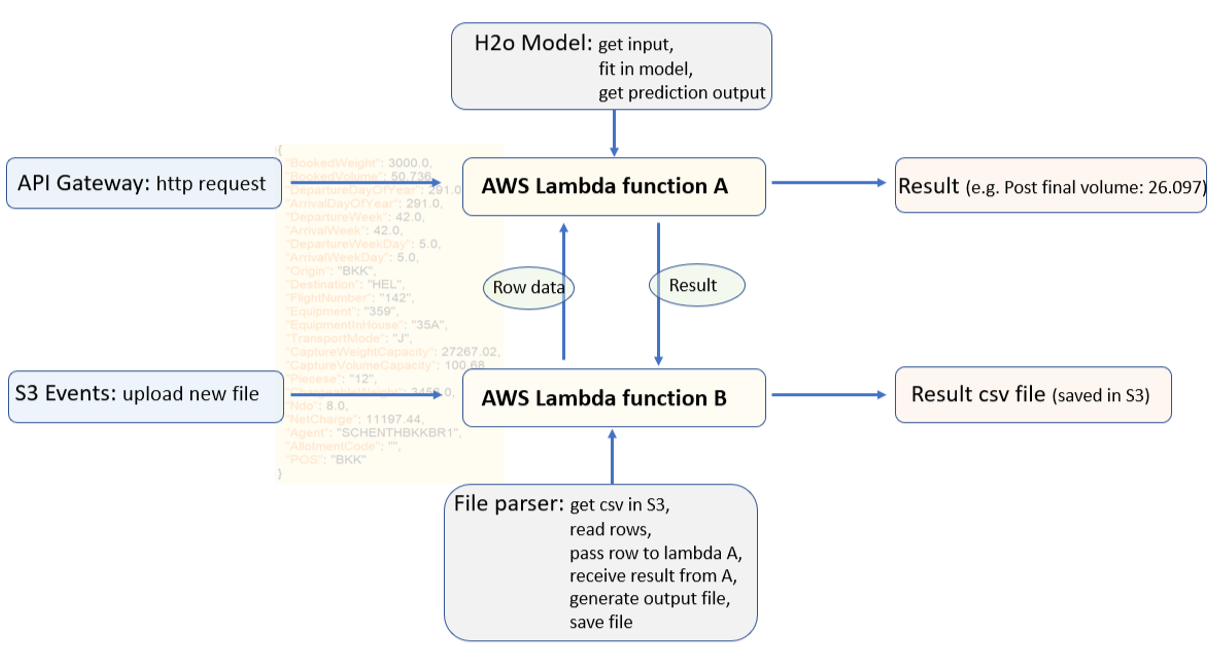 H2o Model: get input,
fit in model,
get prediction output
API Gateway: http request
{
"BookedWeight": 3000.0,
"BookedVolume": 50.736,
"DepartureDayOfYear": 291.0
"ArrivalDayOfYear": 291.0,
"DepartureWeek": 42.0,
"ArrivalWeek": 42.0,
"DepartureWeekDay": 5.0,
"ArrivalWeekDay": 5.0,
"Origin": "BKK",
"Destination": "HEL",
"FlightNumber": "142",
"Equipment": "359",
"EquipmentInHouse": "35A",
"TransportMode": "J",
"CaptureWeightCapacity": 27267.02,
"CaptureVolumeCapacity": 100.68
"Piecese": "12",
"Ndo": 8.0,
"NetCharge": 11197.44,
"Agent": "SCHENTHBKKBR1",
"AllotmentCode": "",
"POS": "BKK"
}
AWS Lambda function A
Result (e.g. Post final volume: 26.097)
Row data
Result
S3 Events: upload new file
AWS Lambda function B
Result csv file (saved in S3)
File parser: get csv in S3,
read rows,
pass row to lambda A,
receive result from A,
generate output file,
save file